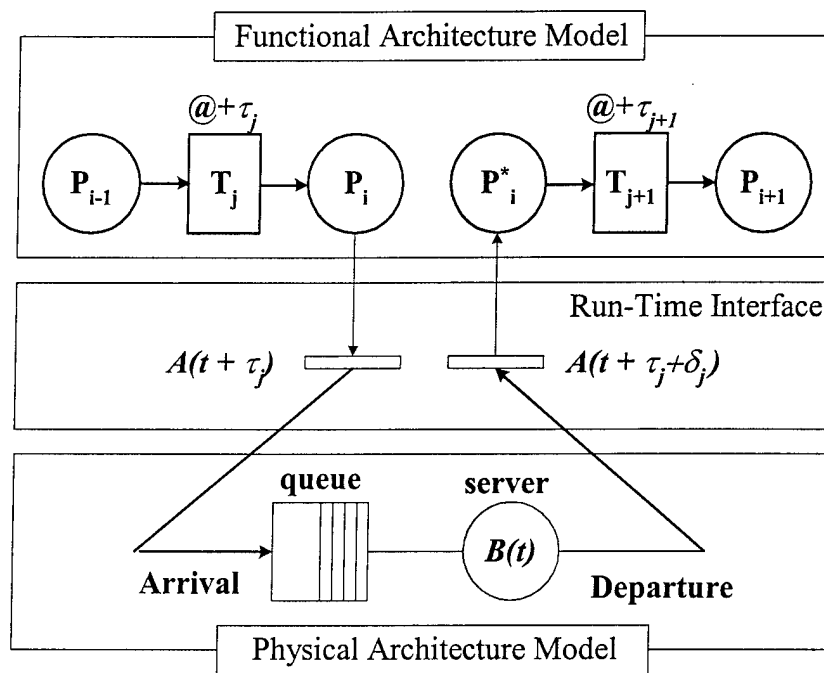 Functional Architecture Model
@+τj @+τj+1
Pi-1 Tj Pi P*i Tj+1 Pi+1
Run-Time Interface
A(t + τj) A(t + τj+δj)
queue server
B(t)
Arrival Departure
Physical Architecture Model